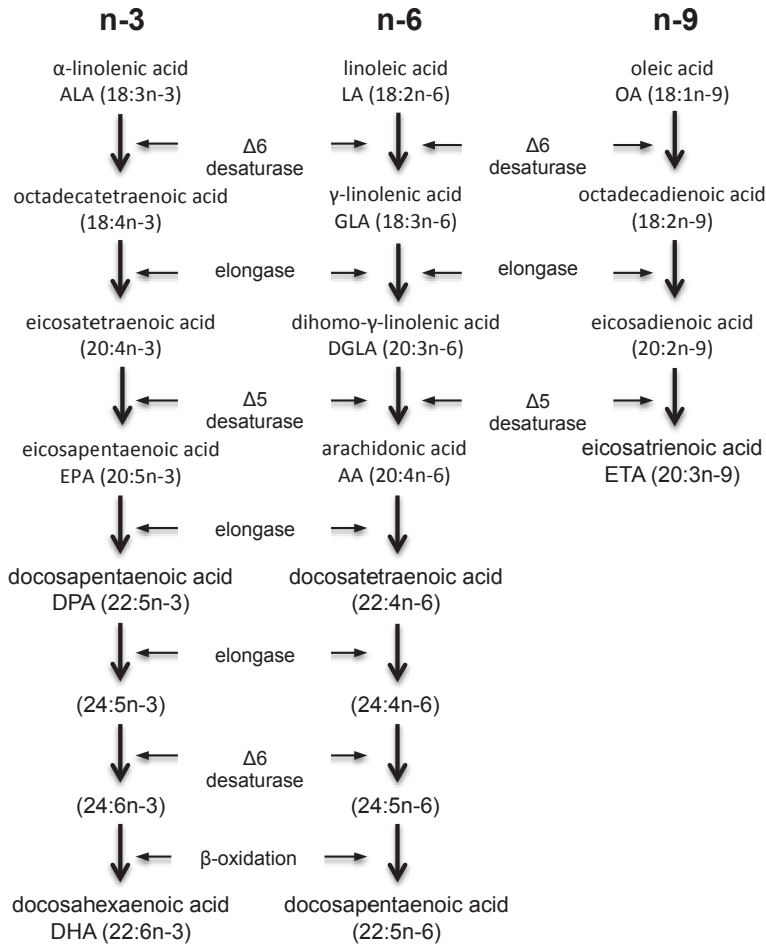 n-3
n-6
n-9
α-linolenic acid
ALA (18:3n-3)
linoleic acid
LA (18:2n-6)
oleic acid
OA (18:1n-9)
Δ6
desaturase
Δ6
desaturase
octadecatetraenoic acid
(18:4n-3)
γ-linolenic acid
GLA (18:3n-6)
octadecadienoic acid
(18:2n-9)
elongase
elongase
eicosatetraenoic acid
(20:4n-3)
dihomo-γ-linolenic acid
DGLA (20:3n-6)
eicosadienoic acid
(20:2n-9)
Δ5
desaturase
Δ5
desaturase
eicosapentaenoic acid
EPA (20:5n-3)
arachidonic acid
AA (20:4n-6)
eicosatrienoic acid
ETA (20:3n-9)
elongase
docosapentaenoic acid
DPA (22:5n-3)
docosatetraenoic acid
(22:4n-6)
elongase
(24:5n-3)
(24:4n-6)
Δ6
desaturase
(24:6n-3)
(24:5n-6)
β-oxidation
docosahexaenoic acid
DHA (22:6n-3)
docosapentaenoic acid
(22:5n-6)